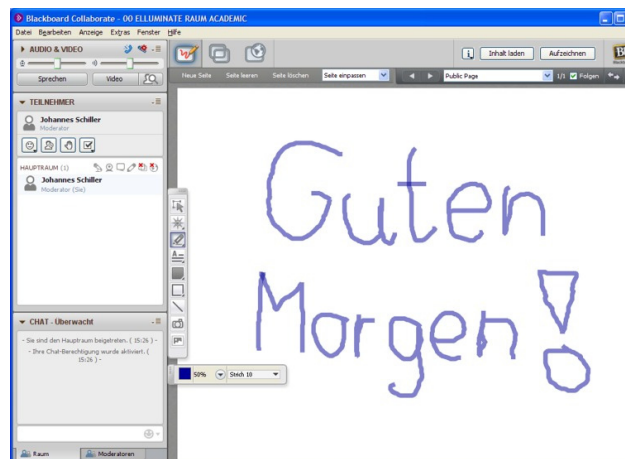 Blackboard Collaborate - 00 ELLUMINATE RAUM ACADEMIC
Datei Bearbeiten Anzeige Extras Fenster Hilfe
AUDIO & VIDEO
Sprechen Video
Inhalt laden Aufzeichnen
Neue Seite Seite leeren Seite löschen Seite einpassen Public Page 1/1 Folgen
TEILNEHMER
Johannes Schiller
Moderator
HAUPTRAUM (1)
Johannes Schiller
Moderator (Sie)
Guten
Morgen!
CHAT - Überwacht
- Sie sind den Hauptraum beigetreten. ( 15:26 ) -
- Ihre Chat-Berechtigung wurde aktiviert. (
15:26 ) -
50% Strich 10
Raum Moderatoren